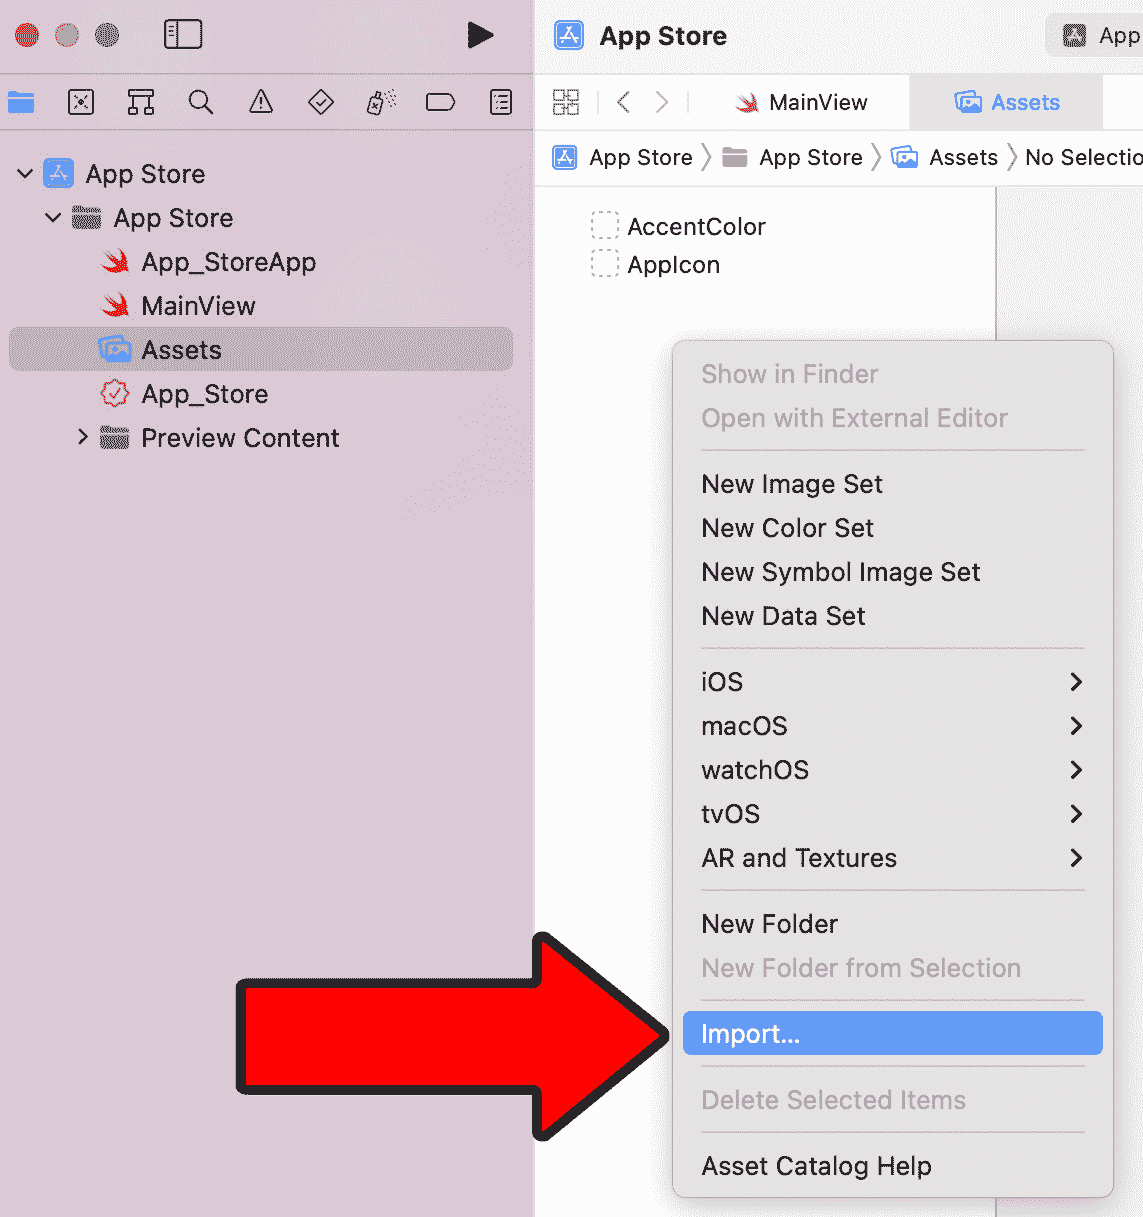 App Store
App
MainView
Assets
App Store
App Store
Assets
No Selectio
App Store
App Store
App_StoreApp
MainView
Assets
App_Store
Preview Content
AccentColor
AppIcon
Show in Finder
Open with External Editor
New Image Set
New Color Set
New Symbol Image Set
New Data Set
iOS
macOS
watchOS
tvOS
AR and Textures
New Folder
New Folder from Selection
Import...
Delete Selected Items
Asset Catalog Help